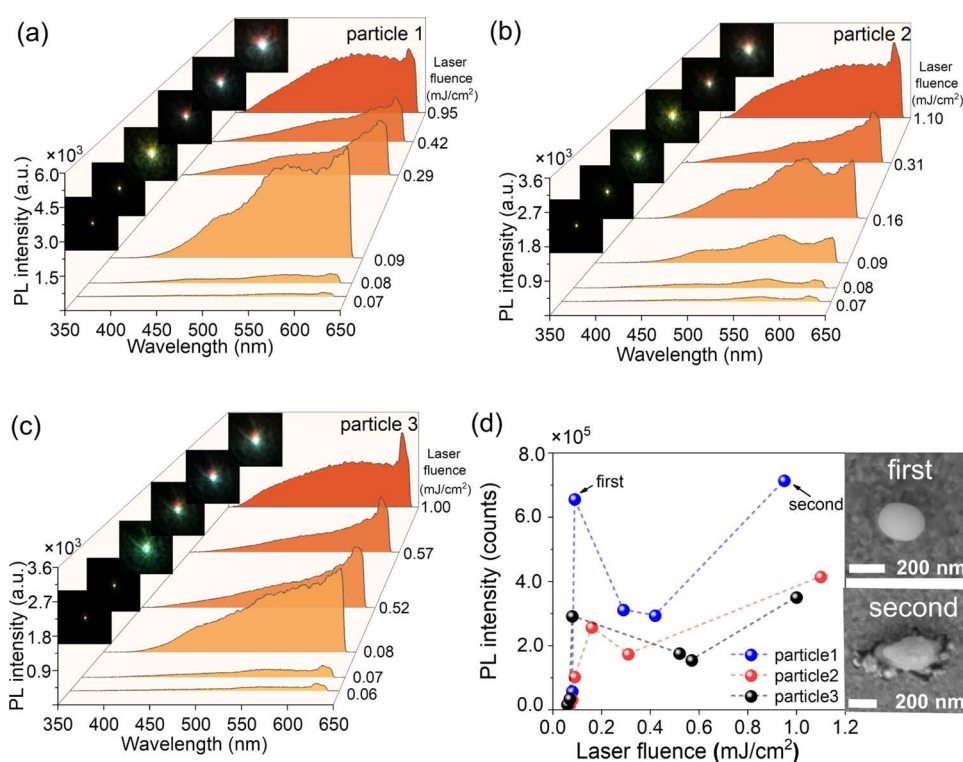 (a)
particle 1
Laser
fluence
(mJ/cm²)
0.95
0.42
0.29
0.09
0.08
0.07
×10³
6.0
4.5
3.0
1.5
PL intensity (a.u.)
350 400 450 500 550 600 650
Wavelength (nm)
(b)
particle 2
Laser
fluence
(mJ/cm²)
1.10
0.31
0.16
0.09
0.08
0.07
×10³
3.6
2.7
1.8
0.9
PL intensity (a.u.)
350 400 450 500 550 600 650
Wavelength (nm)
(c)
particle 3
Laser
fluence
(mJ/cm²)
1.00
0.57
0.52
0.08
0.07
0.06
×10³
3.6
2.7
1.8
0.9
PL intensity (a.u.)
350 400 450 500 550 600 650
Wavelength (nm)
(d)
×10⁵
8.0
6.0
4.0
2.0
0.0
PL intensity (counts)
first
second
particle1
particle2
particle3
0.0 0.2 0.4 0.6 0.8 1.0 1.2
Laser fluence (mJ/cm²)
first
200 nm
second
200 nm